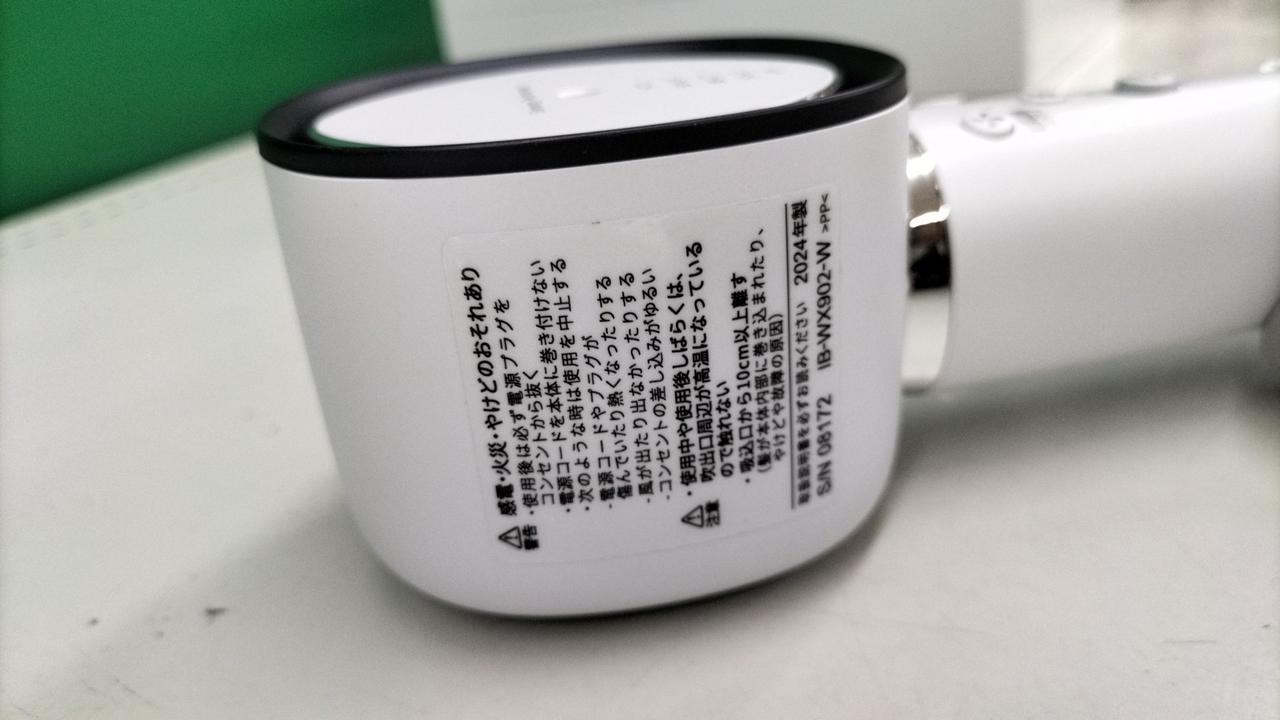 ⚠警告 感電・火災・やけどのおそれあり
・使用後は必ず電源プラグを
コンセントから抜く
・電源コードを本体に巻き付けない
・次のような時は使用を中止する
-電源コードやプラグが
傷んでいたり熱くなったりする
-風が出たり出なかったりする
-コンセントの差し込みがゆるい
⚠注意 ・使用中や使用後しばらくは、
吹出口周辺が高温になっている
ので触れない
・吸込口から10cm以上離す
（髪が本体内部に巻き込まれたり、
やけどや故障の原因）
取扱説明書を必ずお読みください 2024年製
S/N 08172 IB-WX902-W >PP<